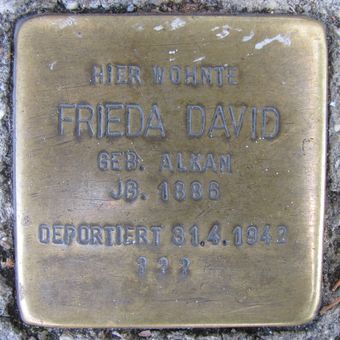 HIER WOHNTE
FRIEDA DAVID
GEB. ALKAN
JG. 1886
DEPORTIERT 31.4.1942
? ? ?